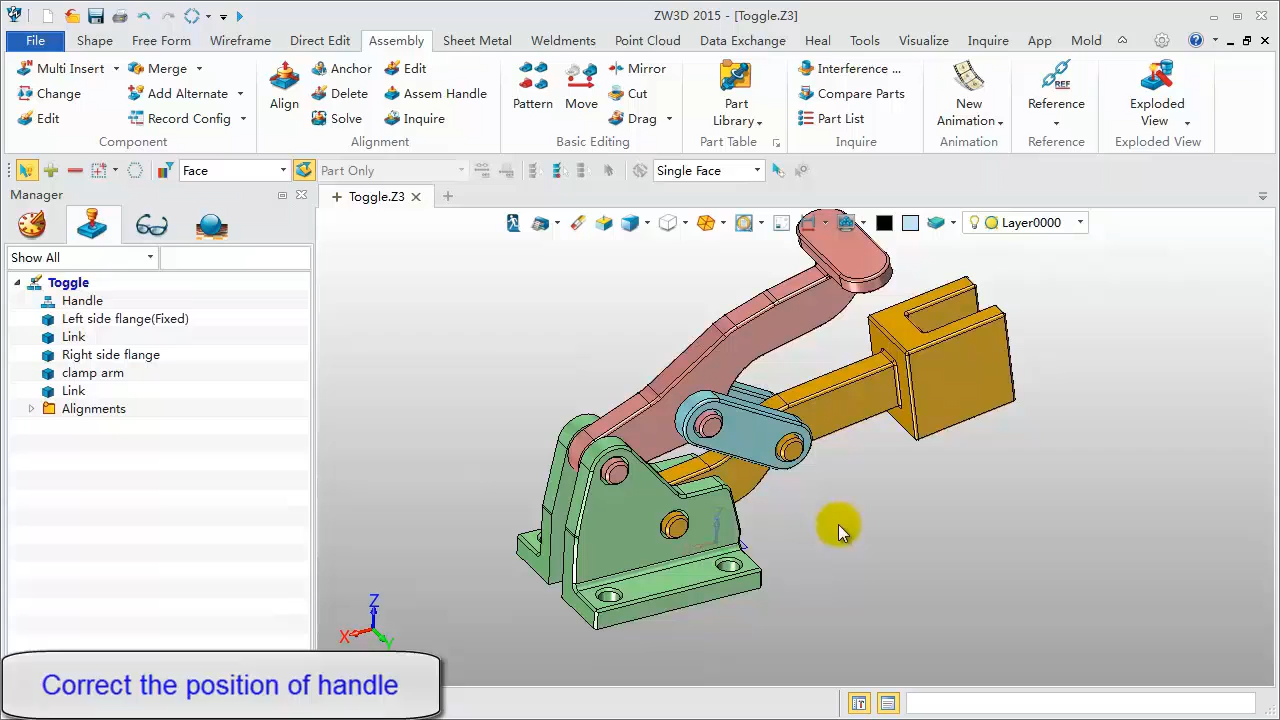 ZW3D 2015 - [Toggle.Z3]
File Shape Free Form Wireframe Direct Edit Assembly Sheet Metal Weldments Point Cloud Data Exchange Heal Tools Visualize Inquire App Mold
Multi Insert Merge Anchor Edit Mirror Interference ...
Change Add Alternate Delete Assem Handle Cut Compare Parts
Edit Record Config Solve Inquire Drag Part List
Align Pattern Move Part Library New Animation Reference Exploded View
REF
Component Alignment Basic Editing Part Table Inquire Animation Reference Exploded View
Face Part Only Single Face
Manager
Toggle.Z3
Layer0000
Show All
Toggle
Handle
Left side flange(Fixed)
Link
Right side flange
clamp arm
Link
Alignments
Z
X
Y
Correct the position of handle